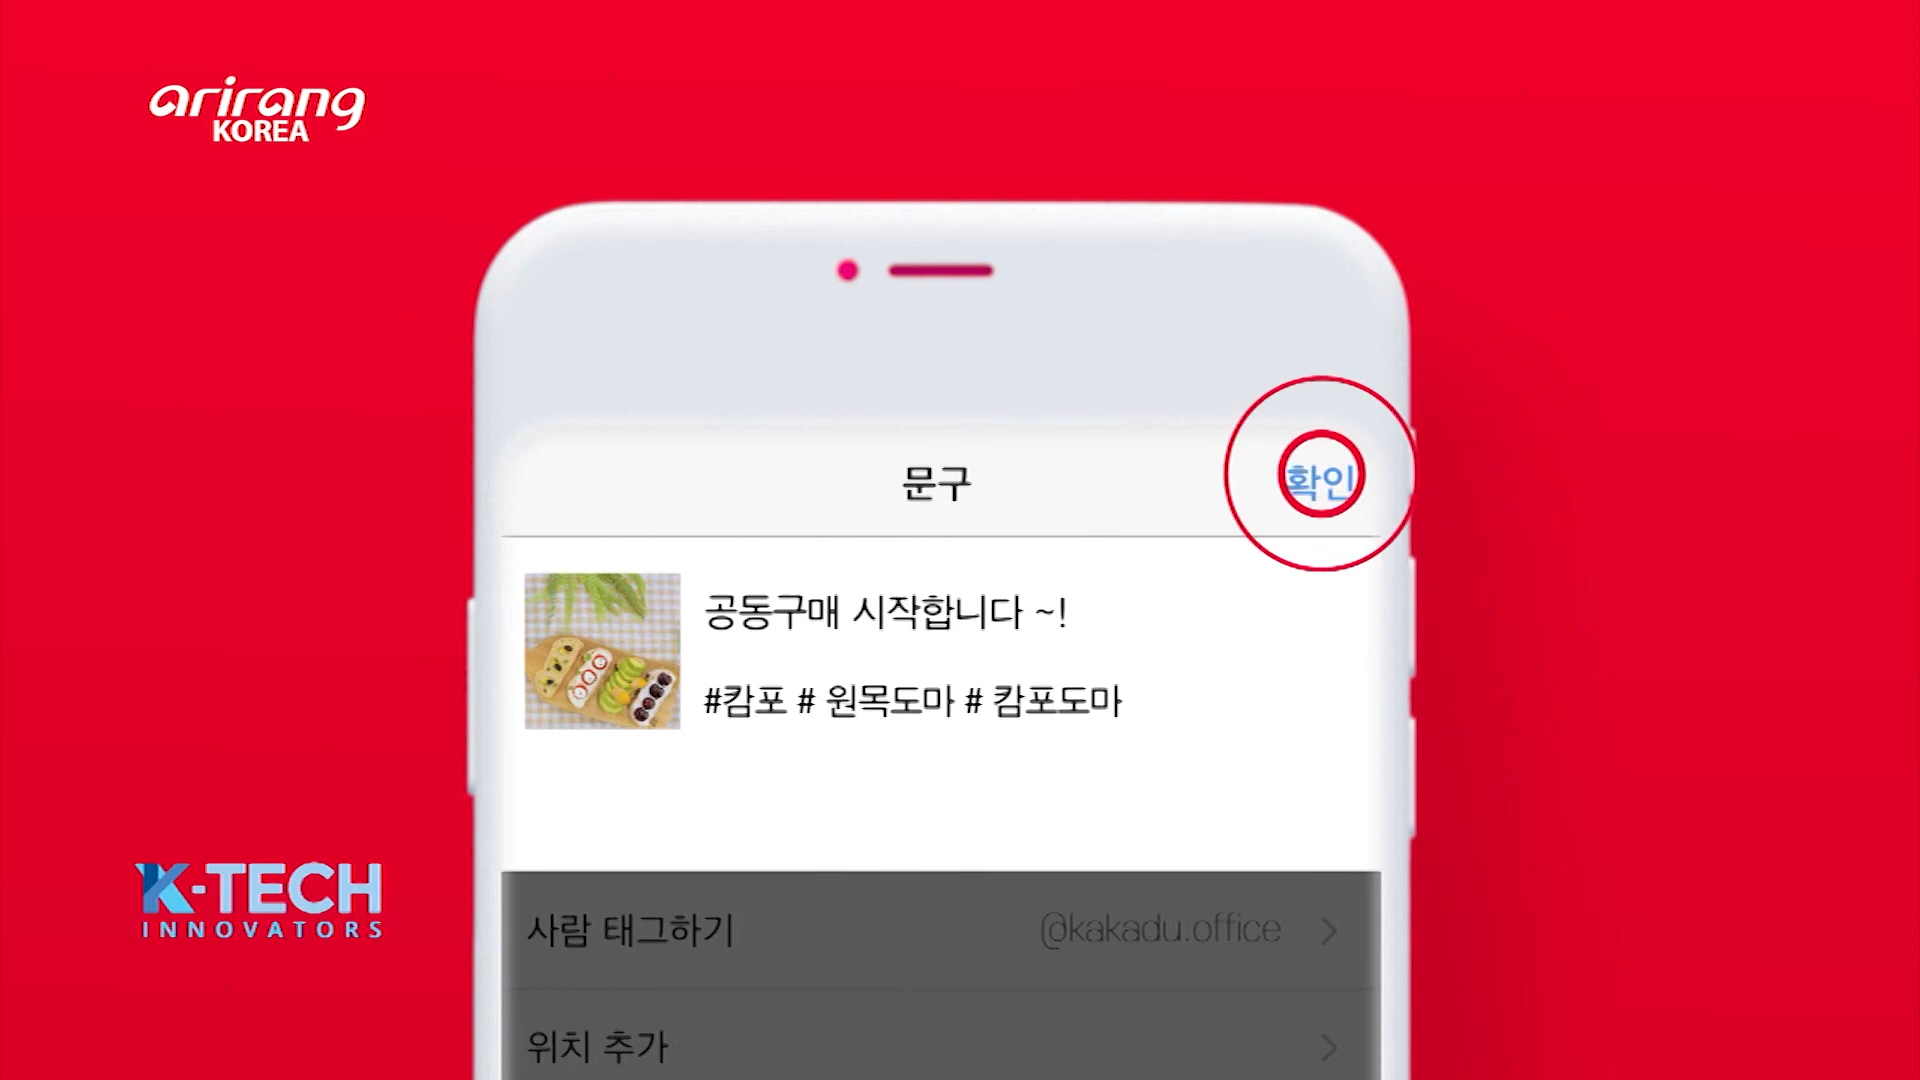 arirang
KOREA
문구
확인
공동구매 시작합니다 ~!
#캄포 # 원목도마 # 캄포도마
사람 태그하기
@kakadu.office
위치 추가
K-TECH
INNOVATORS